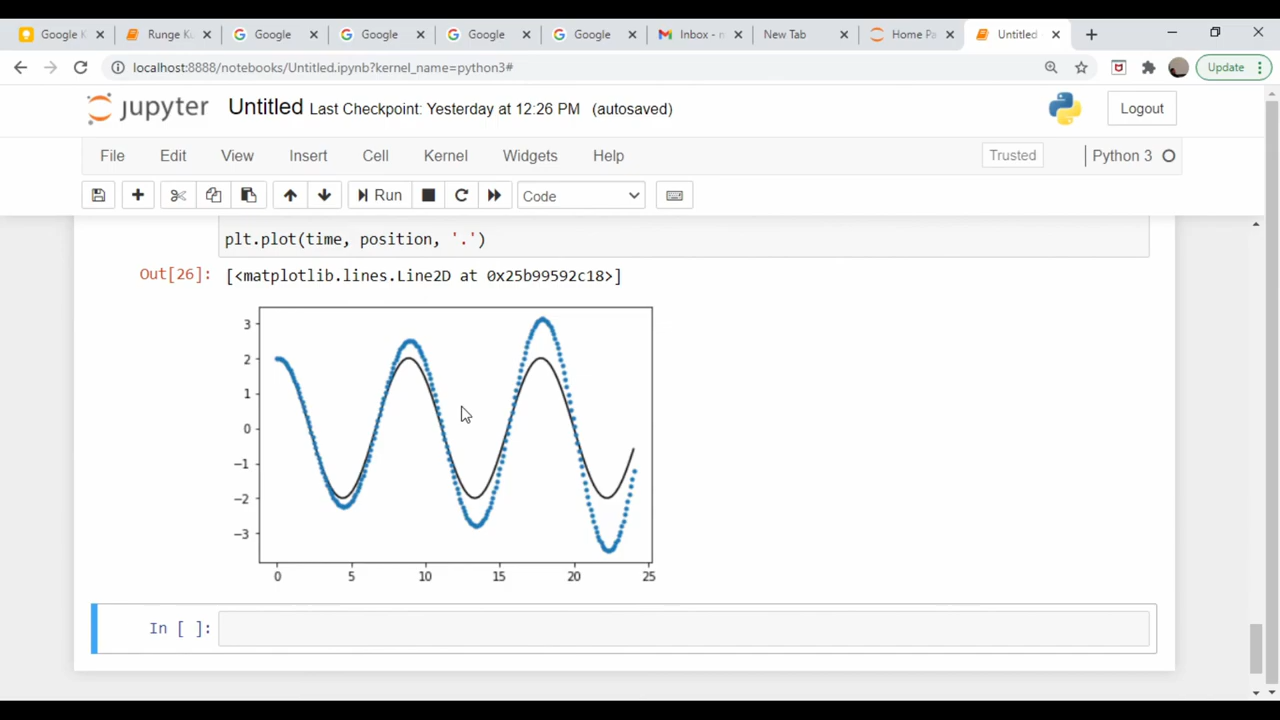 Google K
Runge Ku
Google
Google
Google
Google
Inbox - n
New Tab
Home Pa
Untitled
localhost:8888/notebooks/Untitled.ipynb?kernel_name=python3#
Update
jupyter Untitled Last Checkpoint: Yesterday at 12:26 PM (autosaved)
Logout
File Edit View Insert Cell Kernel Widgets Help
Trusted
Python 3
Run
Code
plt.plot(time, position, '.')
Out[26]: [<matplotlib.lines.Line2D at 0x25b99592c18>]
3
2
1
0
−1
−2
−3
0 5 10 15 20 25
In [ ]: